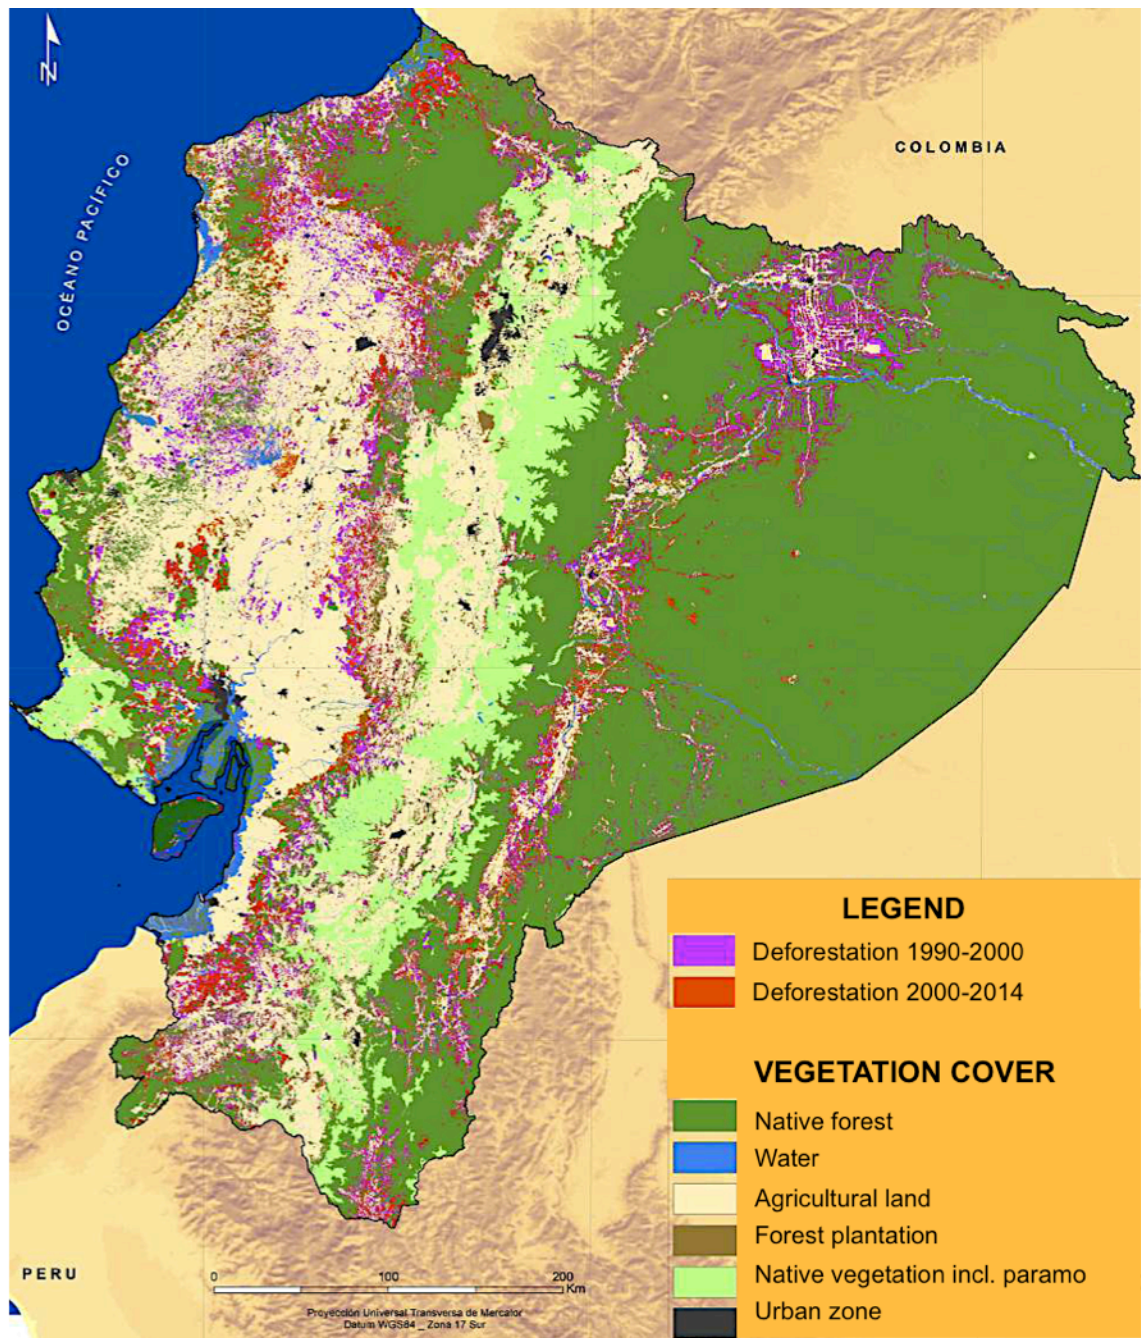 N
OCÉANO PACÍFICO
COLOMBIA
LEGEND
Deforestation 1990-2000
Deforestation 2000-2014
VEGETATION COVER
Native forest
Water
Agricultural land
Forest plantation
Native vegetation incl. paramo
Urban zone
PERU
0 100 200
Km
Proyección Universal Transversa de Mercator
Datum WGS84 _ Zona 17 Sur